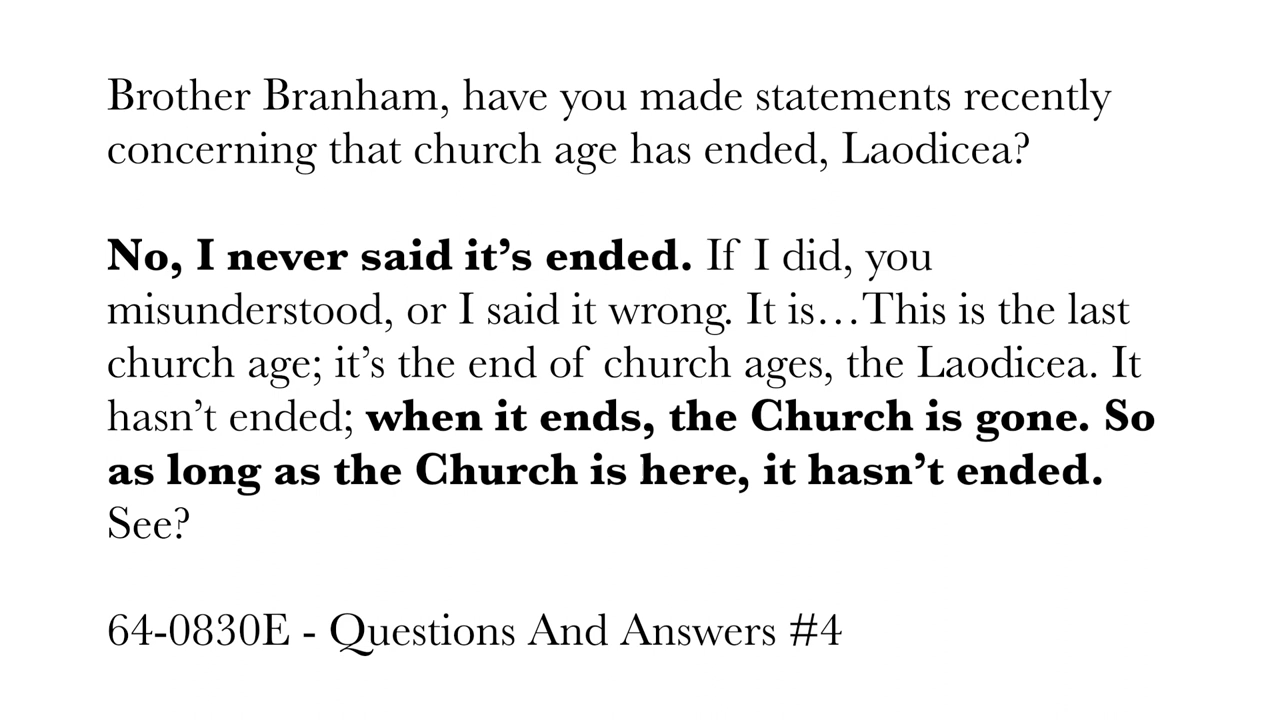 Brother Branham, have you made statements recently
concerning that church age has ended, Laodicea?
No, I never said it’s ended. If I did, you
misunderstood, or I said it wrong. It is…This is the last
church age; it’s the end of church ages, the Laodicea. It
hasn’t ended; when it ends, the Church is gone. So
as long as the Church is here, it hasn’t ended.
See?
64-0830E - Questions And Answers #4